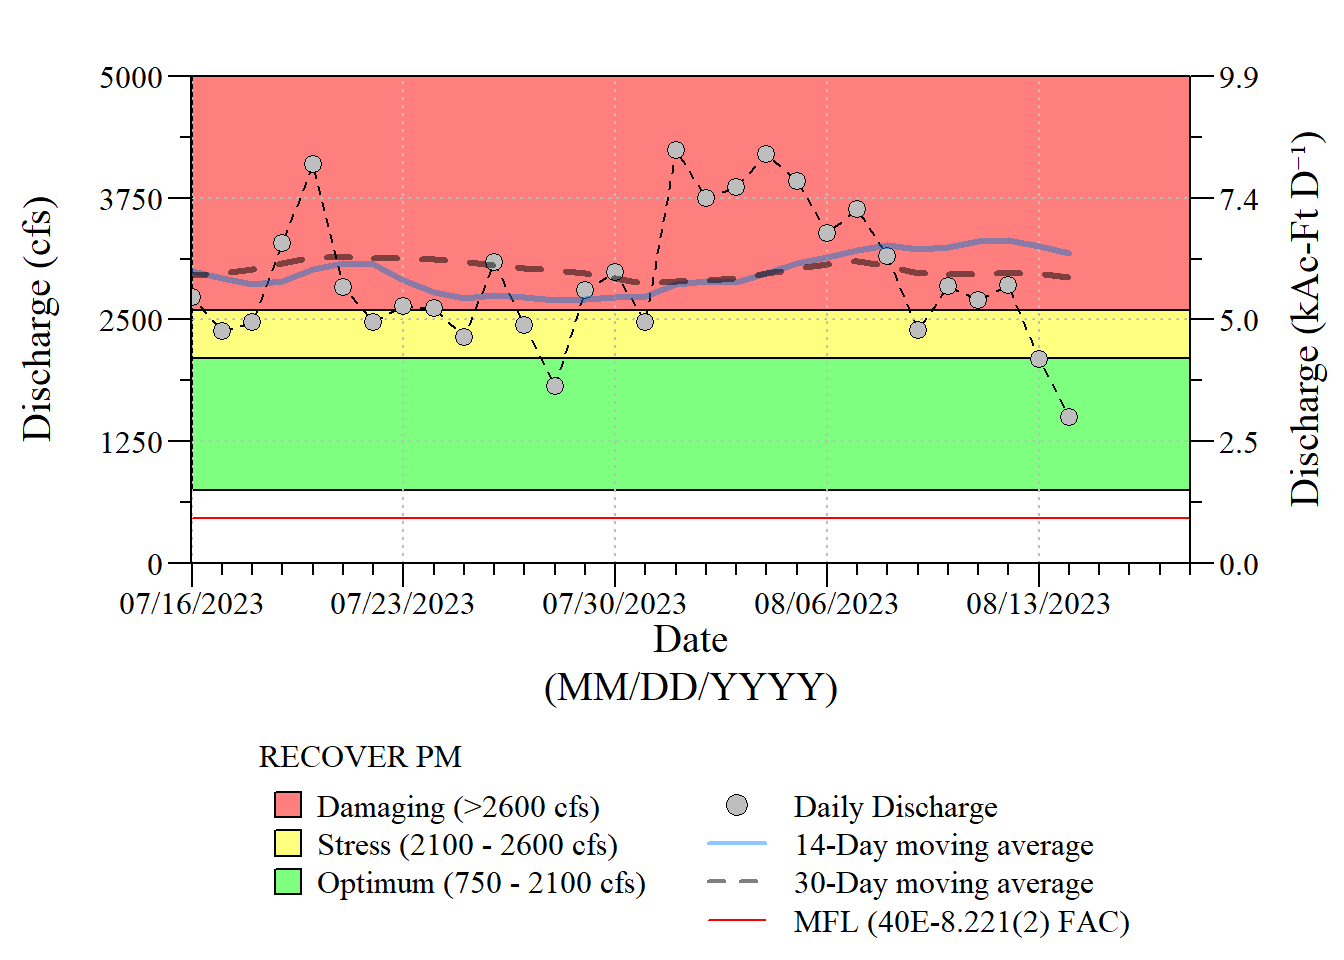 5000
3750
2500
1250
0
9.9
7.4
5.0
2.5
0.0
Discharge (cfs)
Discharge (kAc-Ft D⁻¹)
07/16/2023 07/23/2023 07/30/2023 08/06/2023 08/13/2023
Date
(MM/DD/YYYY)
RECOVER PM
Damaging (>2600 cfs)
Stress (2100 - 2600 cfs)
Optimum (750 - 2100 cfs)
Daily Discharge
14-Day moving average
30-Day moving average
MFL (40E-8.221(2) FAC)